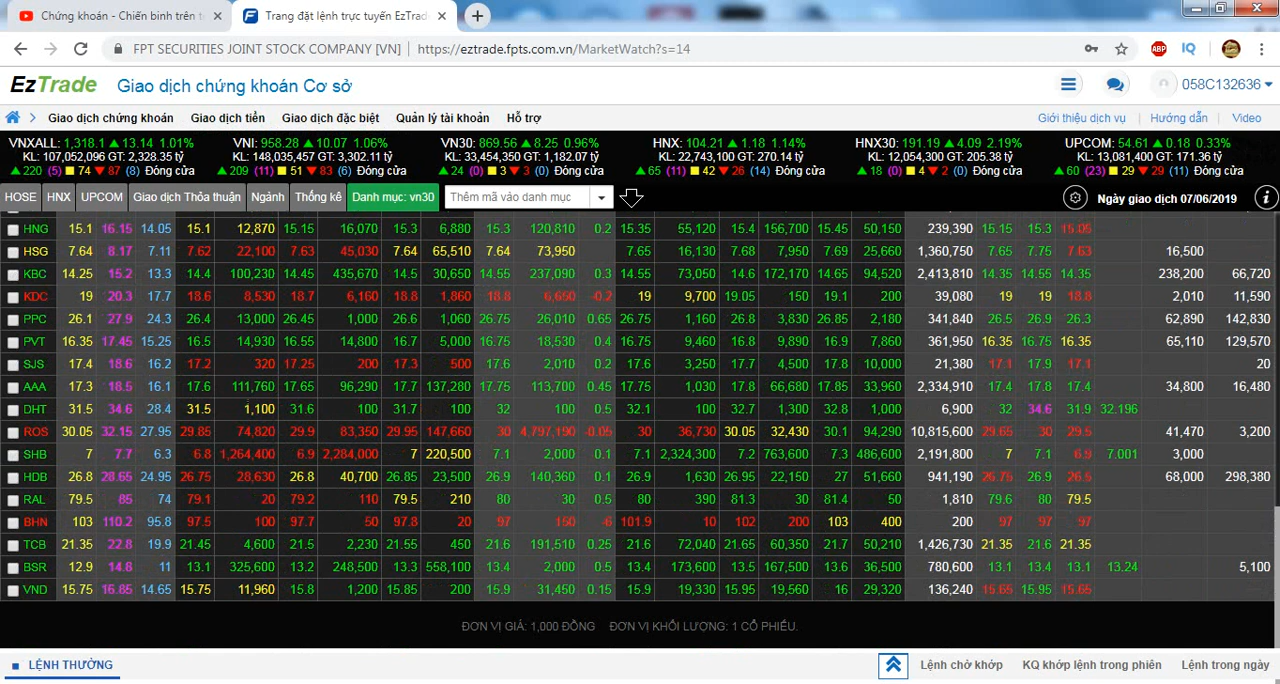 Chứng khoán - Chiến binh trên t
Trang đặt lệnh trực tuyến EzTrade
FPT SECURITIES JOINT STOCK COMPANY [VN] | https://eztrade.fpts.com.vn/MarketWatch?s=14
ABP IQ
EzTrade Giao dịch chứng khoán Cơ sở 058C132636
Giao dịch chứng khoán Giao dịch tiền Giao dịch đặc biệt Quản lý tài khoản Hỗ trợ Giới thiệu dịch vụ | Hướng dẫn | Video
VNXALL: 1,318.1 ▲ 13.14 1.01% VNI: 958.28 ▲ 10.07 1.06% VN30: 869.56 ▲ 8.25 0.96% HNX: 104.21 ▲ 1.18 1.14% HNX30: 191.19 ▲ 4.09 2.19% UPCOM: 54.61 ▲ 0.18 0.33%
KL: 107,052,096 GT: 2,328.35 tỷ KL: 148,035,457 GT: 3,302.11 tỷ KL: 33,454,350 GT: 1,182.07 tỷ KL: 22,743,100 GT: 270.14 tỷ KL: 12,054,300 GT: 205.38 tỷ KL: 13,081,400 GT: 171.36 tỷ
▲ 220 (5) ■ 74 ▼ 87 (8) Đóng cửa ▲ 209 (11) ■ 51 ▼ 83 (6) Đóng cửa ▲ 24 (0) ■ 3 ▼ 3 (0) Đóng cửa ▲ 65 (11) ■ 42 ▼ 26 (14) Đóng cửa ▲ 18 (0) ■ 4 ▼ 2 (0) Đóng cửa ▲ 60 (23) ■ 29 ▼ 29 (11) Đóng cửa
HOSE HNX UPCOM Giao dịch Thỏa thuận Ngành Thống kê Danh mục: vn30 Thêm mã vào danh mục Ngày giao dịch 07/06/2019
HNG 15.1 16.15 14.05 15.1 12,870 15.15 16,070 15.3 6,880 15.3 120,810 0.2 15.35 55,120 15.4 156,700 15.45 50,150 239,390 15.15 15.3 15.05
HSG 7.64 8.17 7.11 7.62 22,100 7.63 45,030 7.64 65,510 7.64 73,950 7.65 16,130 7.68 7,950 7.69 25,660 1,360,750 7.65 7.75 7.63 16,500
KBC 14.25 15.2 13.3 14.4 100,230 14.45 435,670 14.5 30,650 14.55 237,090 0.3 14.55 73,050 14.6 172,170 14.65 94,520 2,413,810 14.35 14.55 14.35 238,200 66,720
KDC 19 20.3 17.7 18.6 8,530 18.7 6,160 18.8 1,860 18.8 6,650 -0.2 19 9,700 19.05 150 19.1 200 39,080 19 19 18.8 2,010 11,590
PPC 26.1 27.9 24.3 26.4 13,000 26.45 1,000 26.6 1,060 26.75 26,010 0.65 26.75 1,160 26.8 3,830 26.85 2,180 341,840 26.5 26.9 26.3 62,890 142,830
PVT 16.35 17.45 15.25 16.5 14,930 16.55 14,800 16.7 5,000 16.75 18,530 0.4 16.75 9,460 16.8 9,890 16.9 7,860 361,950 16.35 16.75 16.35 65,110 129,570
SJS 17.4 18.6 16.2 17.2 320 17.25 200 17.3 500 17.6 2,010 0.2 17.6 3,250 17.7 4,500 17.8 10,000 21,380 17.1 17.9 17.1 20
AAA 17.3 18.5 16.1 17.6 111,760 17.65 96,290 17.7 137,280 17.75 113,700 0.45 17.75 1,030 17.8 66,680 17.85 33,960 2,334,910 17.4 17.8 17.4 34,800 16,480
DHT 31.5 34.6 28.4 31.5 1,100 31.6 100 31.7 100 32 100 0.5 32.1 100 32.7 1,300 32.8 1,000 6,900 32 34.6 31.9 32.196
ROS 30.05 32.15 27.95 29.85 74,820 29.9 83,350 29.95 147,660 30 4,797,190 -0.05 30 36,730 30.05 32,430 30.1 94,290 10,815,600 29.65 30 29.5 41,470 3,200
SHB 7 7.7 6.3 6.8 1,264,400 6.9 2,284,000 7 220,500 7.1 2,000 0.1 7.1 2,324,300 7.2 763,600 7.3 486,600 2,191,800 7 7.1 6.9 7.001 3,000
HDB 26.8 28.65 24.95 26.75 28,630 26.8 40,700 26.85 23,500 26.9 140,360 0.1 26.9 1,630 26.95 22,150 27 51,660 941,190 26.75 26.9 26.5 68,000 298,380
RAL 79.5 85 74 79.1 20 79.2 110 79.5 210 80 30 0.5 80 390 81.3 30 81.4 50 1,810 79.6 80 79.5
BHN 103 110.2 95.8 97.5 100 97.7 50 97.8 20 97 150 -6 101.9 10 102 200 103 400 200 97 97 97
TCB 21.35 22.8 19.9 21.45 4,600 21.5 2,230 21.55 450 21.6 191,510 0.25 21.6 72,040 21.65 60,350 21.7 50,210 1,426,730 21.35 21.6 21.35
BSR 12.9 14.8 11 13.1 325,600 13.2 248,500 13.3 558,100 13.4 2,000 0.5 13.4 173,600 13.5 167,500 13.6 36,500 780,600 13.1 13.4 13.1 13.24 5,100
VND 15.75 16.85 14.65 15.75 11,960 15.8 1,200 15.85 200 15.9 31,450 0.15 15.9 19,330 15.95 19,560 16 29,320 136,240 15.65 15.95 15.65
ĐƠN VỊ GIÁ: 1,000 ĐỒNG ĐƠN VỊ KHỐI LƯỢNG: 1 CỔ PHIẾU.
LỆNH THƯỜNG Lệnh chờ khớp KQ khớp lệnh trong phiên Lệnh trong ngày